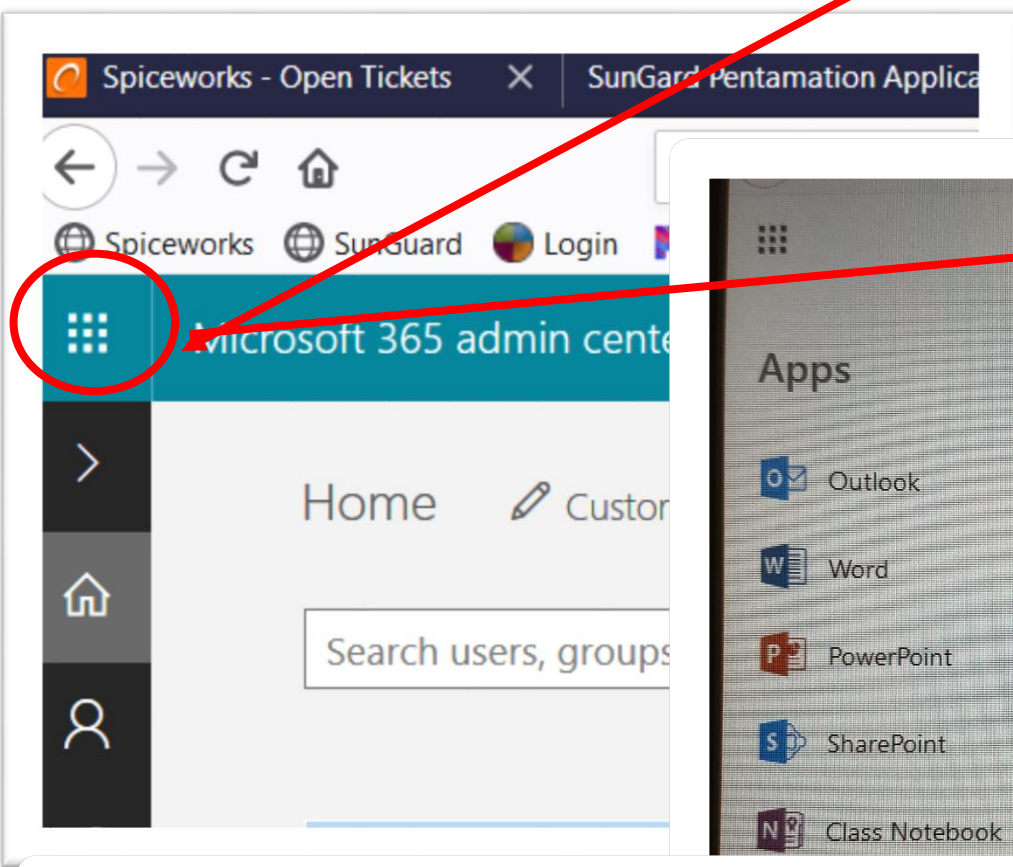 Spiceworks - Open Tickets
SunGard Pentamation Applica
Spiceworks
SunGuard
Login
Microsoft 365 admin cente
Home
Custor
Search users, groups
Apps
Outlook
Word
PowerPoint
SharePoint
Class Notebook